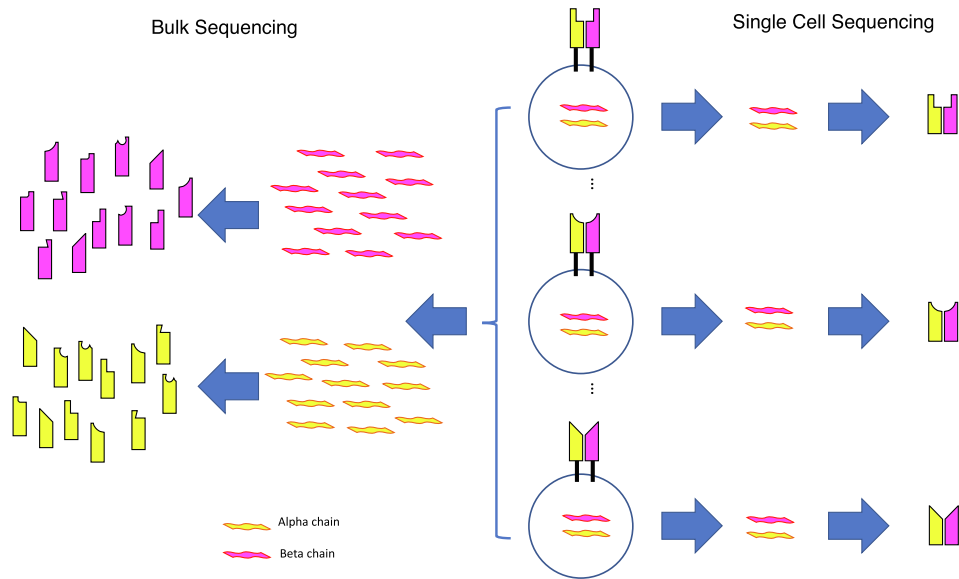 Bulk Sequencing
Single Cell Sequencing
...
...
Alpha chain
Beta chain